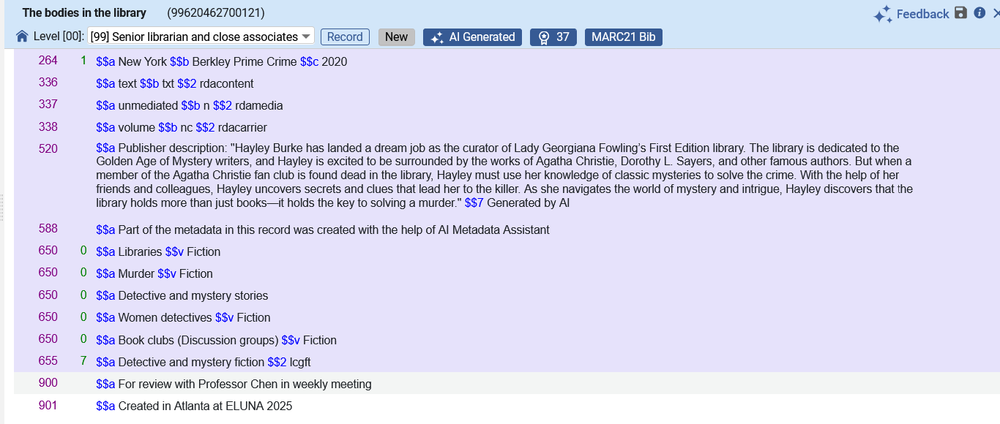 The bodies in the library (99620462700121) Feedback
Level [00]: [99] Senior librarian and close associates Record New AI Generated 37 MARC21 Bib
264 1 $$a New York $$b Berkley Prime Crime $$c 2020
336 $$a text $$b txt $$2 rdacontent
337 $$a unmediated $$b n $$2 rdamedia
338 $$a volume $$b nc $$2 rdacarrier
520 $$a Publisher description: "Hayley Burke has landed a dream job as the curator of Lady Georgiana Fowling’s First Edition library. The library is dedicated to the
Golden Age of Mystery writers, and Hayley is excited to be surrounded by the works of Agatha Christie, Dorothy L. Sayers, and other famous authors. But when a
member of the Agatha Christie fan club is found dead in the library, Hayley must use her knowledge of classic mysteries to solve the crime. With the help of her
friends and colleagues, Hayley uncovers secrets and clues that lead her to the killer. As she navigates the world of mystery and intrigue, Hayley discovers that the
library holds more than just books—it holds the key to solving a murder." $$7 Generated by AI
588 $$a Part of the metadata in this record was created with the help of AI Metadata Assistant
650 0 $$a Libraries $$v Fiction
650 0 $$a Murder $$v Fiction
650 0 $$a Detective and mystery stories
650 0 $$a Women detectives $$v Fiction
650 0 $$a Book clubs (Discussion groups) $$v Fiction
655 7 $$a Detective and mystery fiction $$2 lcgft
900 $$a For review with Professor Chen in weekly meeting
901 $$a Created in Atlanta at ELUNA 2025